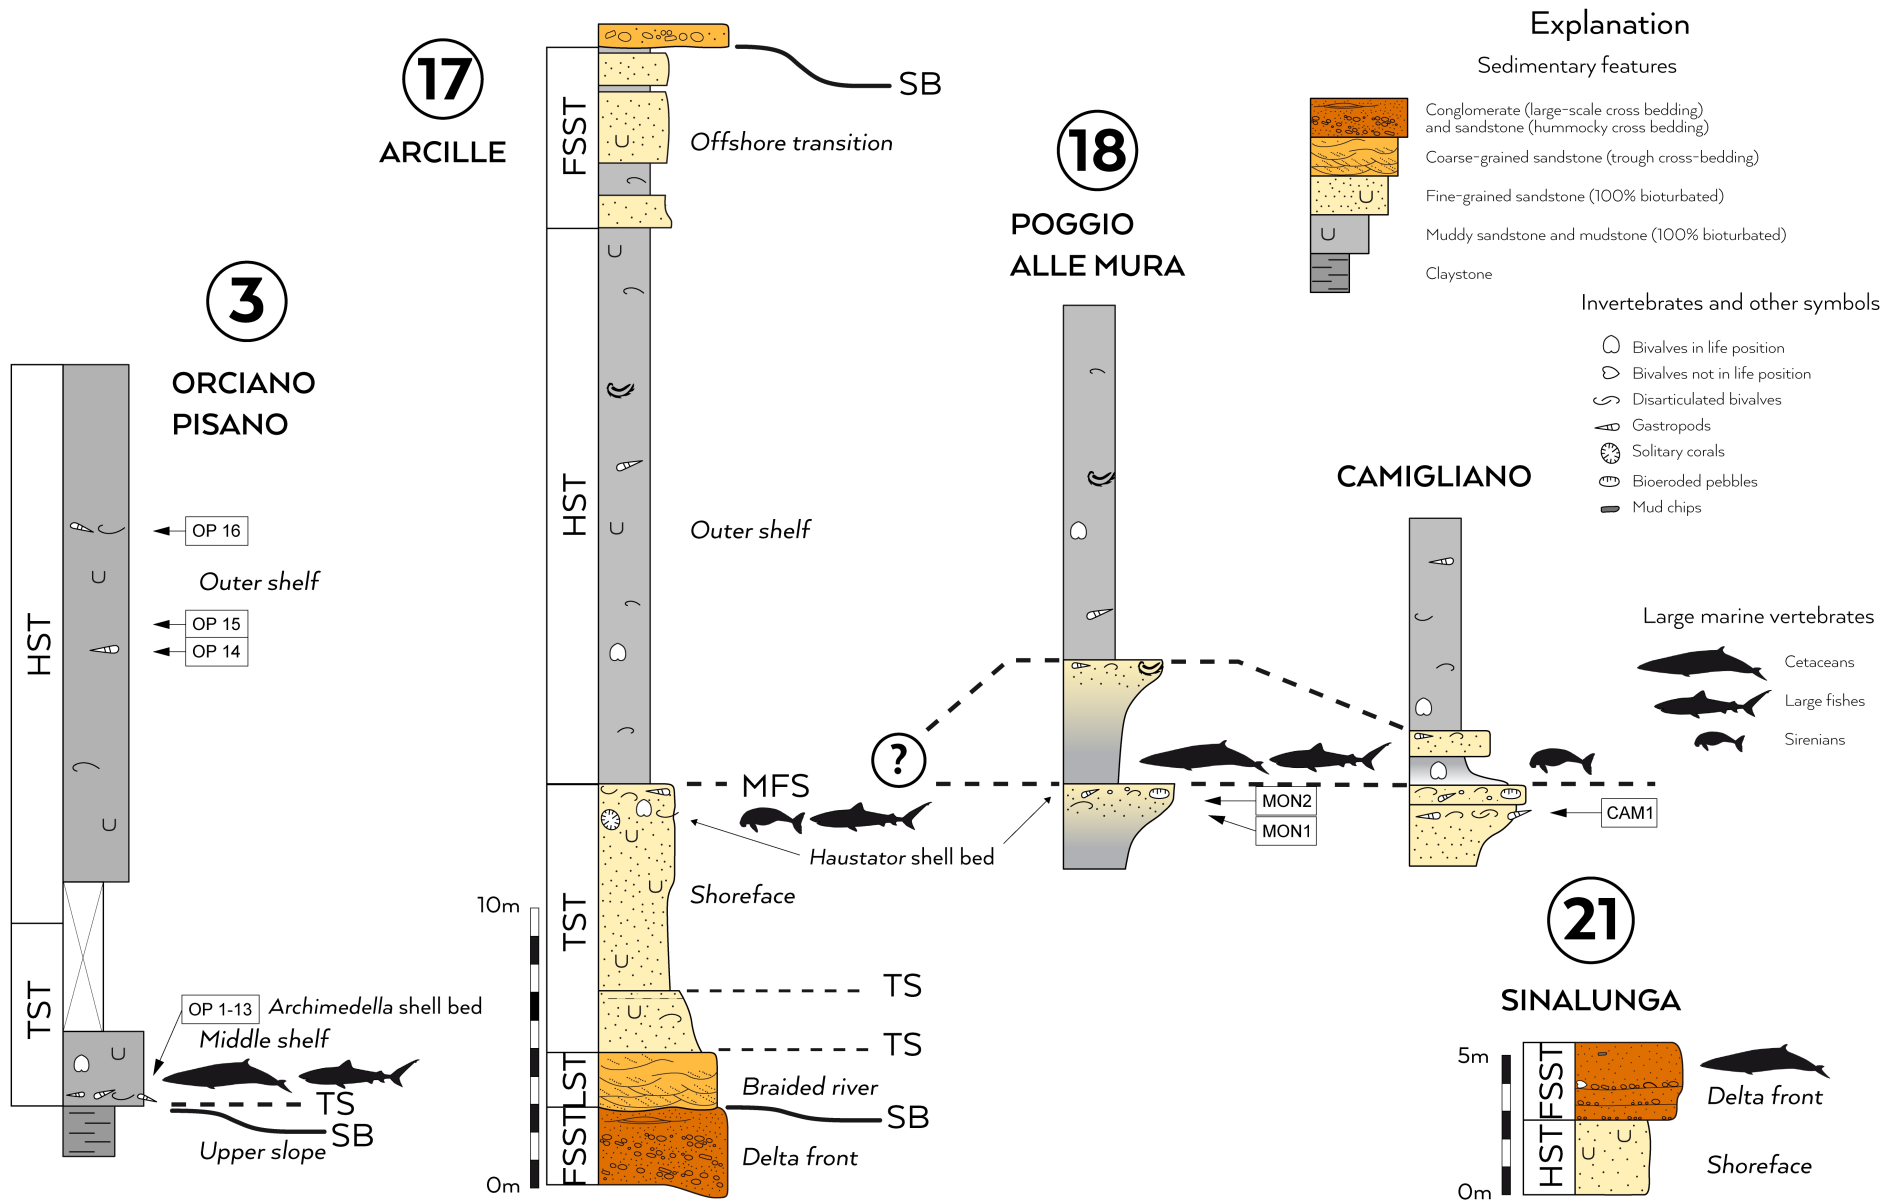 Explanation
Sedimentary features
Conglomerate (large-scale cross bedding)
and sandstone (hummocky cross bedding)
Coarse-grained sandstone (trough cross-bedding)
Fine-grained sandstone (100% bioturbated)
Muddy sandstone and mudstone (100% bioturbated)
Claystone
Invertebrates and other symbols
Bivalves in life position
Bivalves not in life position
Disarticulated bivalves
Gastropods
Solitary corals
Bioeroded pebbles
Mud chips
Large marine vertebrates
Cetaceans
Large fishes
Sirenians
3
ORCIANO
PISANO
HST
TST
OP 16
Outer shelf
OP 15
OP 14
OP 1-13
Archimedella shell bed
Middle shelf
TS
SB
Upper slope
17
ARCILLE
FSST
HST
TST
LST
FSST
SB
Offshore transition
Outer shelf
MFS
Haustator shell bed
Shoreface
TS
TS
Braided river
SB
Delta front
10m
0m
?
18
POGGIO
ALLE MURA
MON2
MON1
CAMIGLIANO
CAM1
21
SINALUNGA
5m
0m
FSST
HST
Delta front
Shoreface